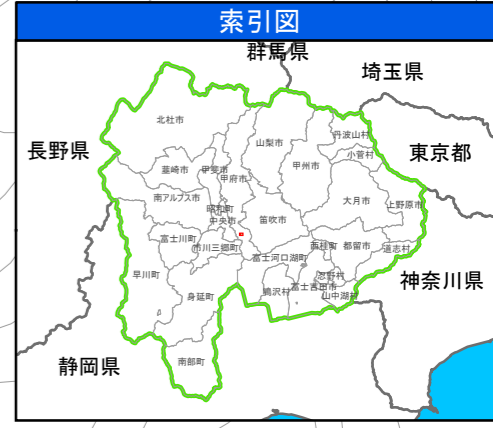 索引図
群馬県
埼玉県
北杜市
丹波山村
山梨市
小菅村
長野県
東京都
韮崎市
甲斐市
甲州市
甲府市
南アルプス市
大月市
上野原市
昭和町
中央市
笛吹市
富士川町
市川三郷町
西桂町
都留市
道志村
富士河口湖町
早川町
忍野村
神奈川県
鳴沢村
富士吉田市
山中湖村
身延町
静岡県
南部町